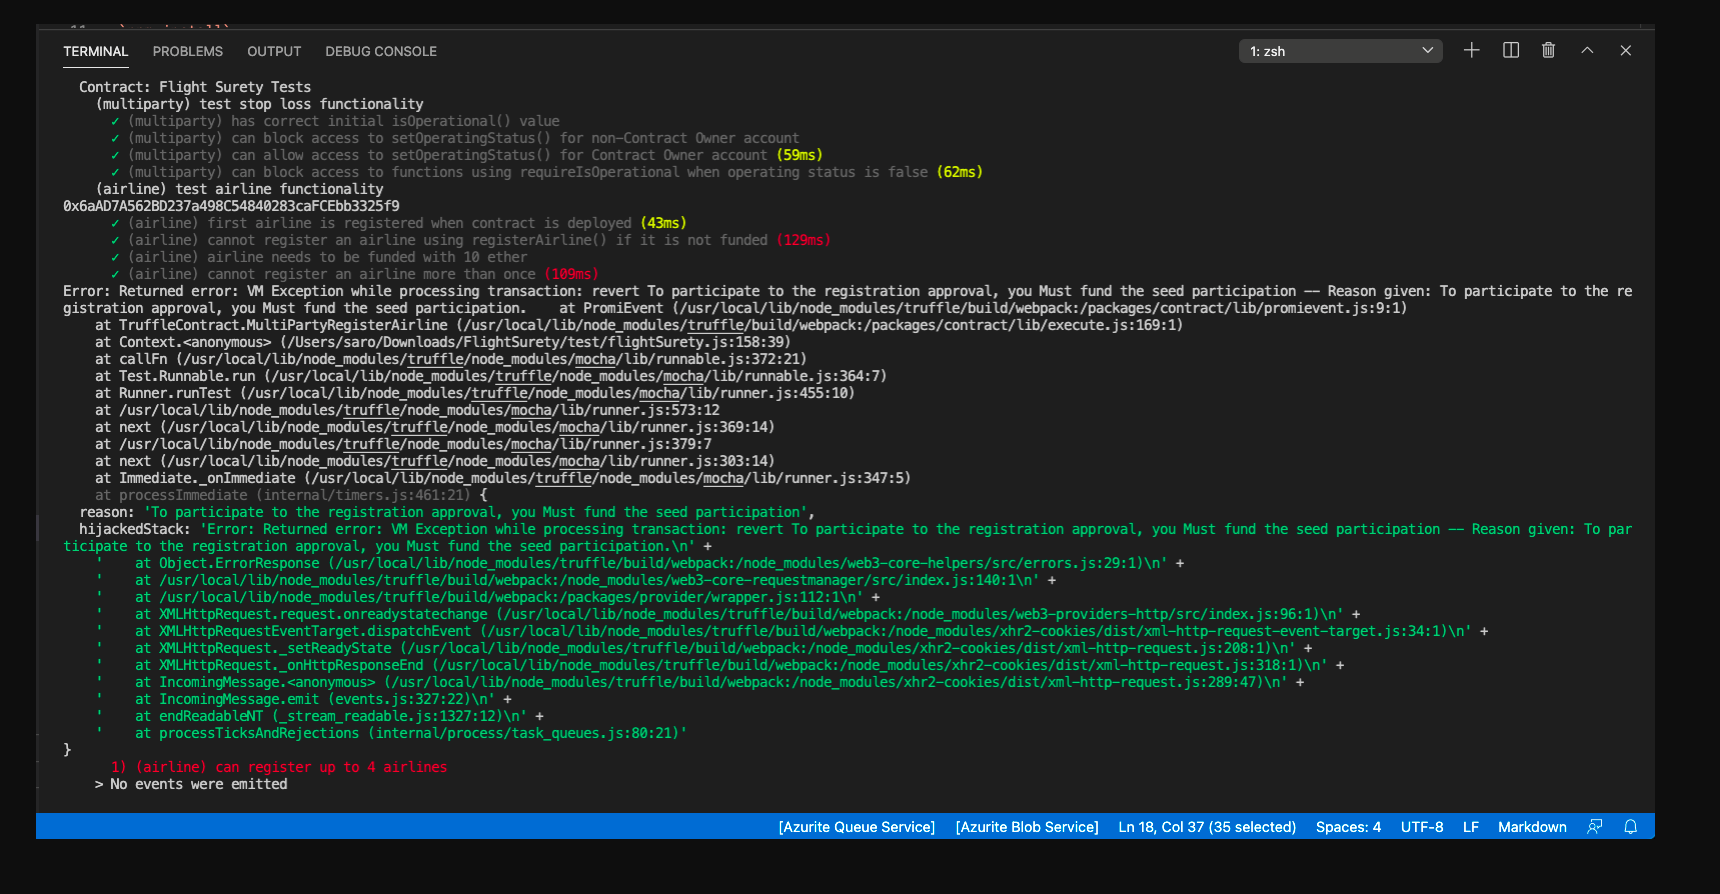 TERMINAL PROBLEMS OUTPUT DEBUG CONSOLE 1: zsh
Contract: Flight Surety Tests
(multiparty) test stop loss functionality
✓ (multiparty) has correct initial isOperational() value
✓ (multiparty) can block access to setOperatingStatus() for non-Contract Owner account
✓ (multiparty) can allow access to setOperatingStatus() for Contract Owner account (59ms)
✓ (multiparty) can block access to functions using requireIsOperational when operating status is false (62ms)
(airline) test airline functionality
0x6aAD7A562BD237a498C54840283caFCEbb3325f9
✓ (airline) first airline is registered when contract is deployed (43ms)
✓ (airline) cannot register an airline using registerAirline() if it is not funded (129ms)
✓ (airline) airline needs to be funded with 10 ether
✓ (airline) cannot register an airline more than once (109ms)
Error: Returned error: VM Exception while processing transaction: revert To participate to the registration approval, you Must fund the seed participation -- Reason given: To participate to the re
gistration approval, you Must fund the seed participation.    at PromiEvent (/usr/local/lib/node_modules/truffle/build/webpack:/packages/contract/lib/promievent.js:9:1)
at TruffleContract.MultiPartyRegisterAirline (/usr/local/lib/node_modules/truffle/build/webpack:/packages/contract/lib/execute.js:169:1)
at Context.<anonymous> (/Users/saro/Downloads/FlightSurety/test/flightSurety.js:158:39)
at callFn (/usr/local/lib/node_modules/truffle/node_modules/mocha/lib/runnable.js:372:21)
at Test.Runnable.run (/usr/local/lib/node_modules/truffle/node_modules/mocha/lib/runnable.js:364:7)
at Runner.runTest (/usr/local/lib/node_modules/truffle/node_modules/mocha/lib/runner.js:455:10)
at /usr/local/lib/node_modules/truffle/node_modules/mocha/lib/runner.js:573:12
at next (/usr/local/lib/node_modules/truffle/node_modules/mocha/lib/runner.js:369:14)
at /usr/local/lib/node_modules/truffle/node_modules/mocha/lib/runner.js:379:7
at next (/usr/local/lib/node_modules/truffle/node_modules/mocha/lib/runner.js:303:14)
at Immediate._onImmediate (/usr/local/lib/node_modules/truffle/node_modules/mocha/lib/runner.js:347:5)
at processImmediate (internal/timers.js:461:21) {
reason: 'To participate to the registration approval, you Must fund the seed participation',
hijackedStack: 'Error: Returned error: VM Exception while processing transaction: revert To participate to the registration approval, you Must fund the seed participation -- Reason given: To par
ticipate to the registration approval, you Must fund the seed participation.\n' +
'    at Object.ErrorResponse (/usr/local/lib/node_modules/truffle/build/webpack:/node_modules/web3-core-helpers/src/errors.js:29:1)\n' +
'    at /usr/local/lib/node_modules/truffle/build/webpack:/node_modules/web3-core-requestmanager/src/index.js:140:1\n' +
'    at /usr/local/lib/node_modules/truffle/build/webpack:/packages/provider/wrapper.js:112:1\n' +
'    at XMLHttpRequest.request.onreadystatechange (/usr/local/lib/node_modules/truffle/build/webpack:/node_modules/web3-providers-http/src/index.js:96:1)\n' +
'    at XMLHttpRequestEventTarget.dispatchEvent (/usr/local/lib/node_modules/truffle/build/webpack:/node_modules/xhr2-cookies/dist/xml-http-request-event-target.js:34:1)\n' +
'    at XMLHttpRequest._setReadyState (/usr/local/lib/node_modules/truffle/build/webpack:/node_modules/xhr2-cookies/dist/xml-http-request.js:208:1)\n' +
'    at XMLHttpRequest._onHttpResponseEnd (/usr/local/lib/node_modules/truffle/build/webpack:/node_modules/xhr2-cookies/dist/xml-http-request.js:318:1)\n' +
'    at IncomingMessage.<anonymous> (/usr/local/lib/node_modules/truffle/build/webpack:/node_modules/xhr2-cookies/dist/xml-http-request.js:289:47)\n' +
'    at IncomingMessage.emit (events.js:327:22)\n' +
'    at endReadableNT (_stream_readable.js:1327:12)\n' +
'    at processTicksAndRejections (internal/process/task_queues.js:80:21)'
}
1) (airline) can register up to 4 airlines
> No events were emitted
[Azurite Queue Service] [Azurite Blob Service] Ln 18, Col 37 (35 selected) Spaces: 4 UTF-8 LF Markdown